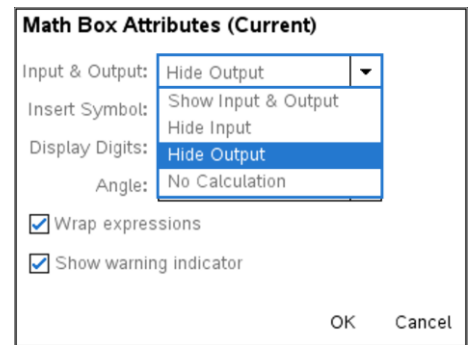 Math Box Attributes (Current)
Input & Output: Hide Output
Show Input & Output
Insert Symbol:
Hide Input
Display Digits: Hide Output
Angle: No Calculation
Wrap expressions
Show warning indicator
OK Cancel